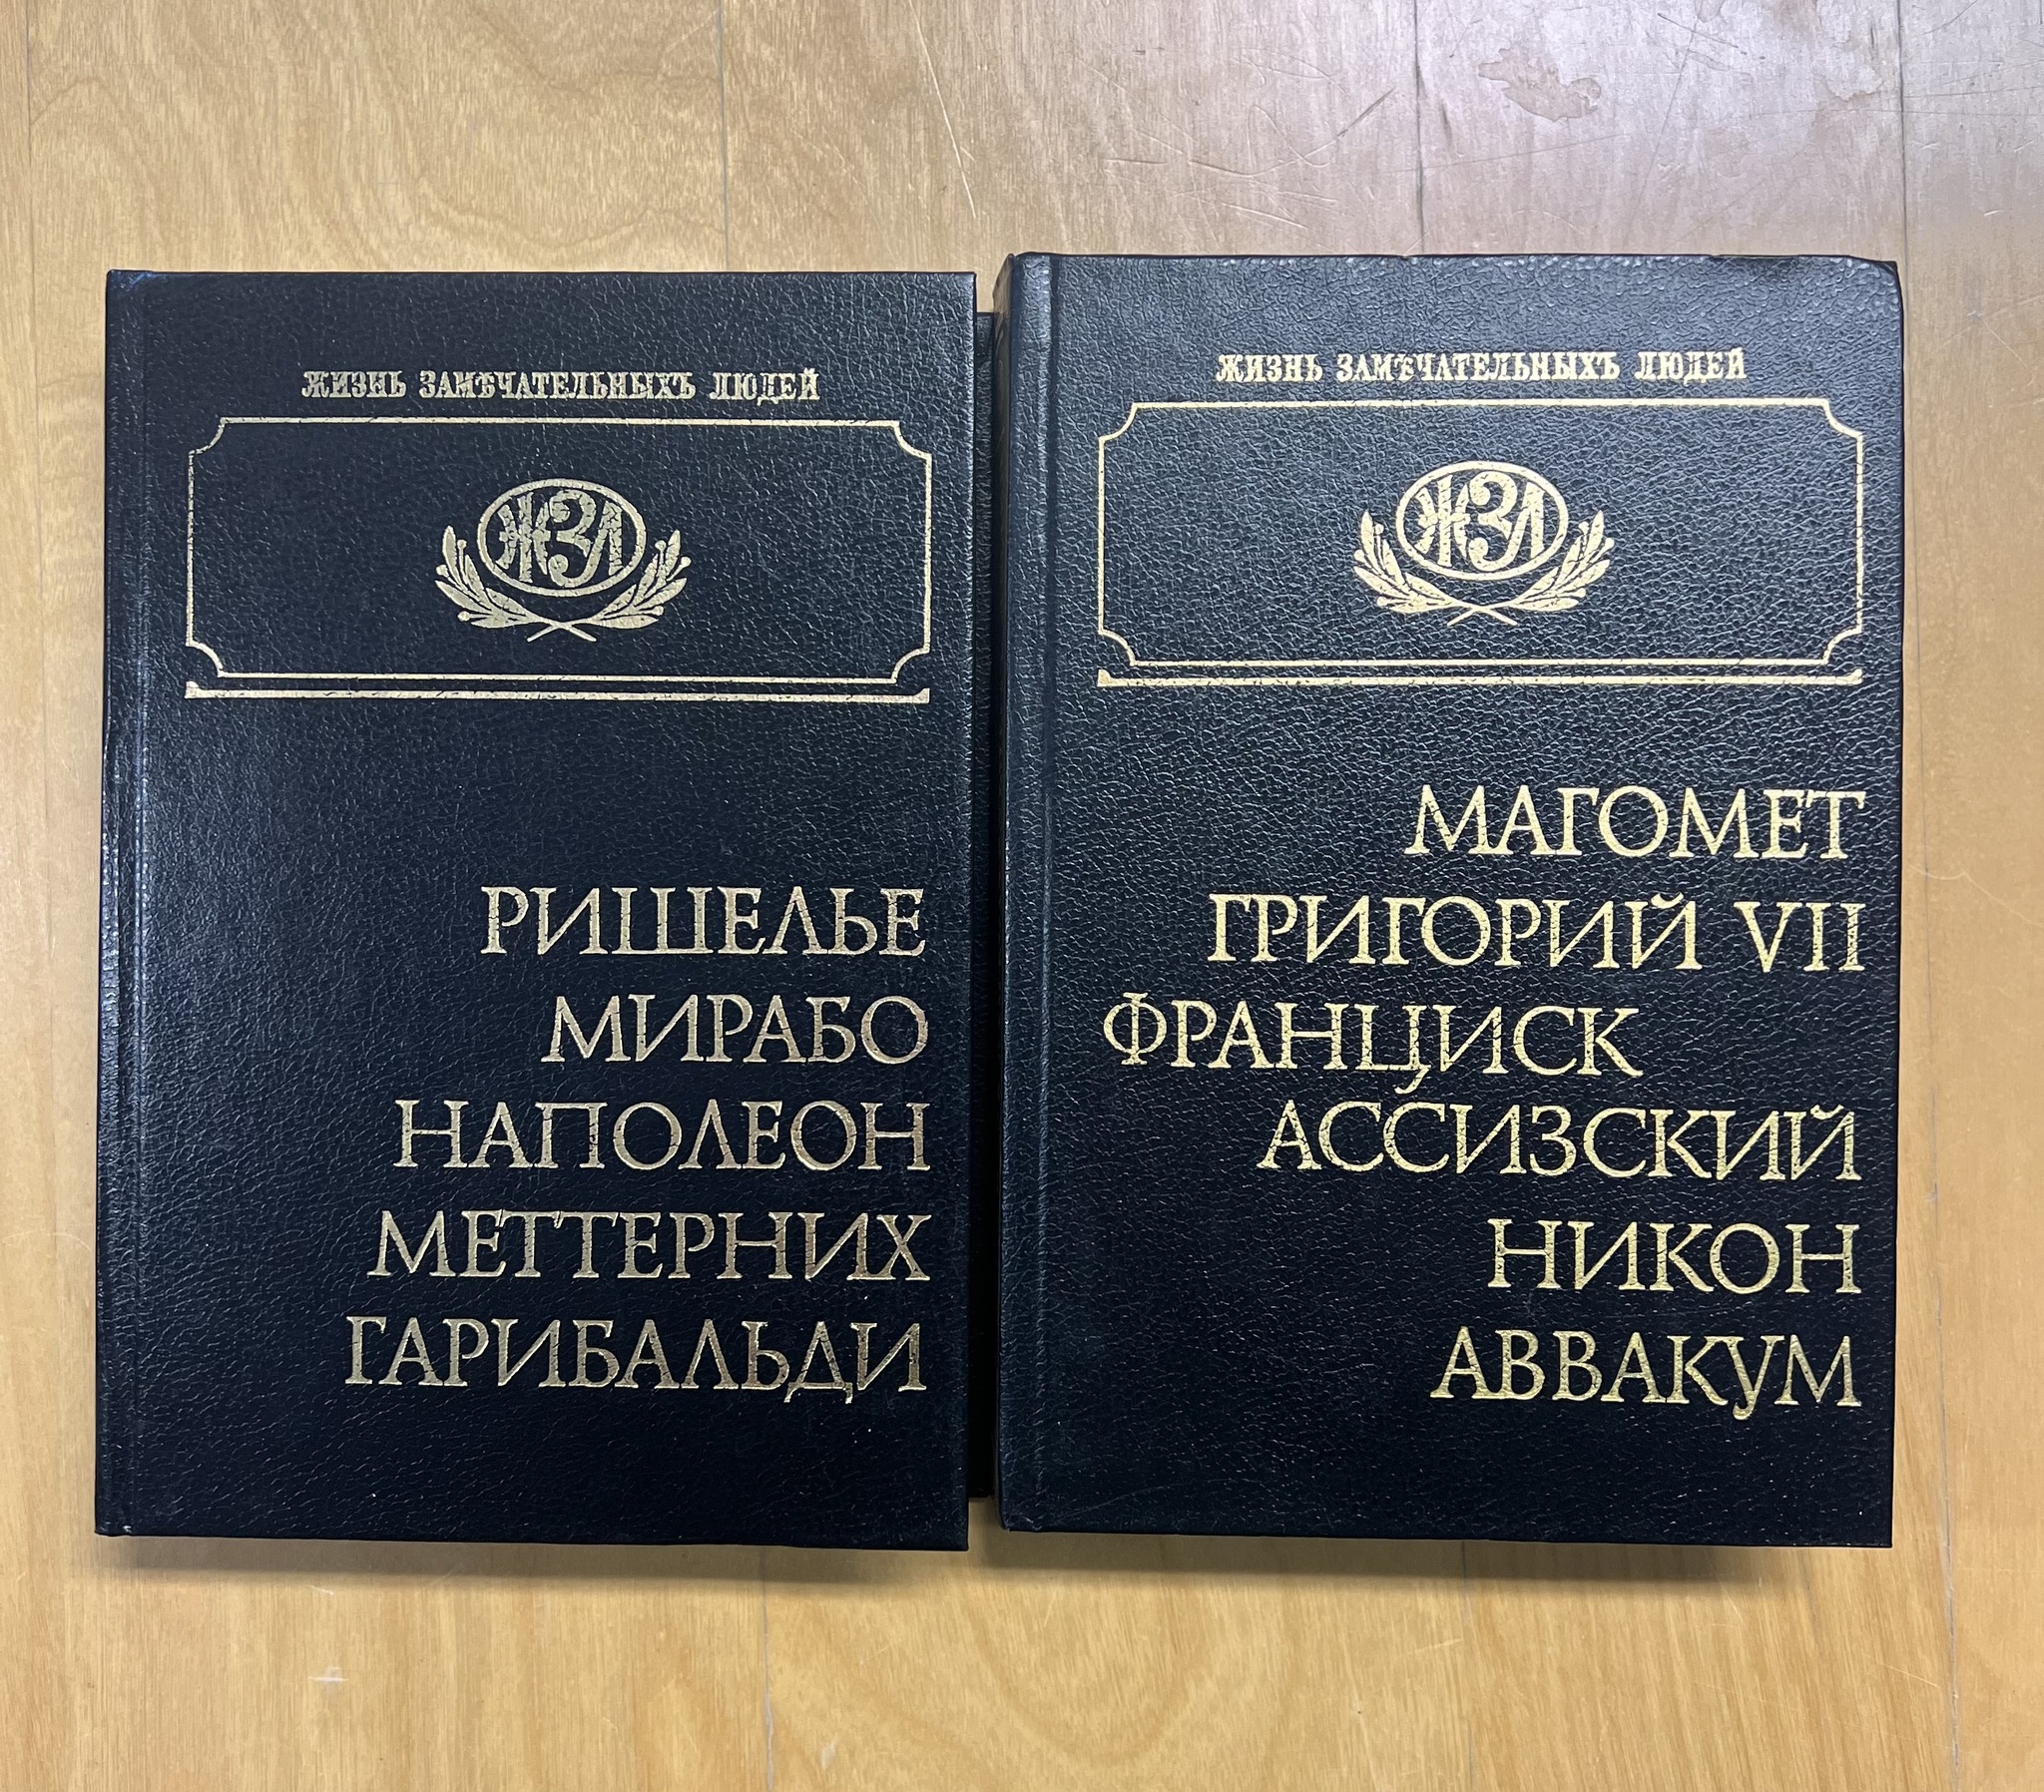 ЖИЗНЬ ЗАМѢЧАТЕЛЬНЫХЪ ЛЮДЕЙ
ЖЗЛ
РИШЕЛЬЕ
МИРАБО
НАПОЛЕОН
МЕТТЕРНИХ
ГАРИБАЛЬДИ
ЖИЗНЬ ЗАМѢЧАТЕЛЬНЫХЪ ЛЮДЕЙ
ЖЗЛ
МАГОМЕТ
ГРИГОРИЙ VII
ФРАНЦИСК
АССИЗСКИЙ
НИКОН
АВВАКУМ